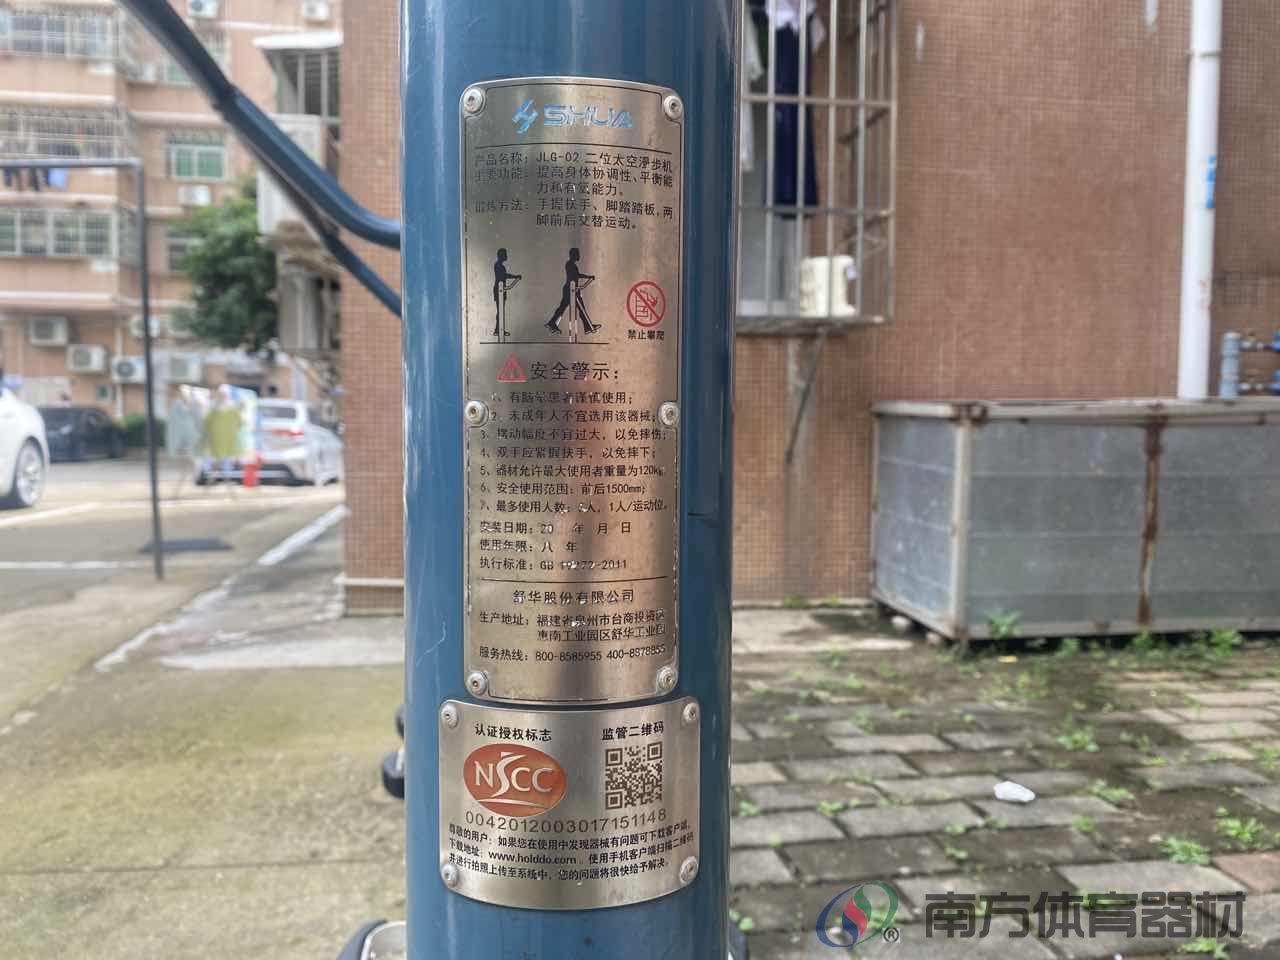 SHUA
产品名称：JLG-02 二位太空漫步机
主要功能：提高身体协调性、平衡能
力和有氧能力。
锻炼方法：手握扶手、脚踏踏板，两
脚前后交替运动。
禁止攀爬
安全警示：
1、有脑晕患者谨慎使用；
2、未成年人不宜选用该器械；
3、摆动幅度不宜过大，以免摔伤；
4、双手应紧握扶手，以免摔下；
5、器材允许最大使用者重量为120kg；
6、安全使用范围：前后1500mm；
7、最多使用人数：2人，1人/运动位。
安装日期：20 年 月 日
使用年限：八 年
执行标准：GB 19272-2011
舒华股份有限公司
生产地址：福建省泉州市台商投资区
惠南工业园区舒华工业园
服务热线：800-8585955 400-8878855
认证授权标志 监管二维码
NSCC
0042012003017151148
尊敬的用户：如果您在使用中发现器械有问题可下载客户端，
下载地址：www.holddo.com 。使用手机客户端扫描二维码
并进行拍照上传至系统中，您的问题将很快给予解决。
南方体育器材
®